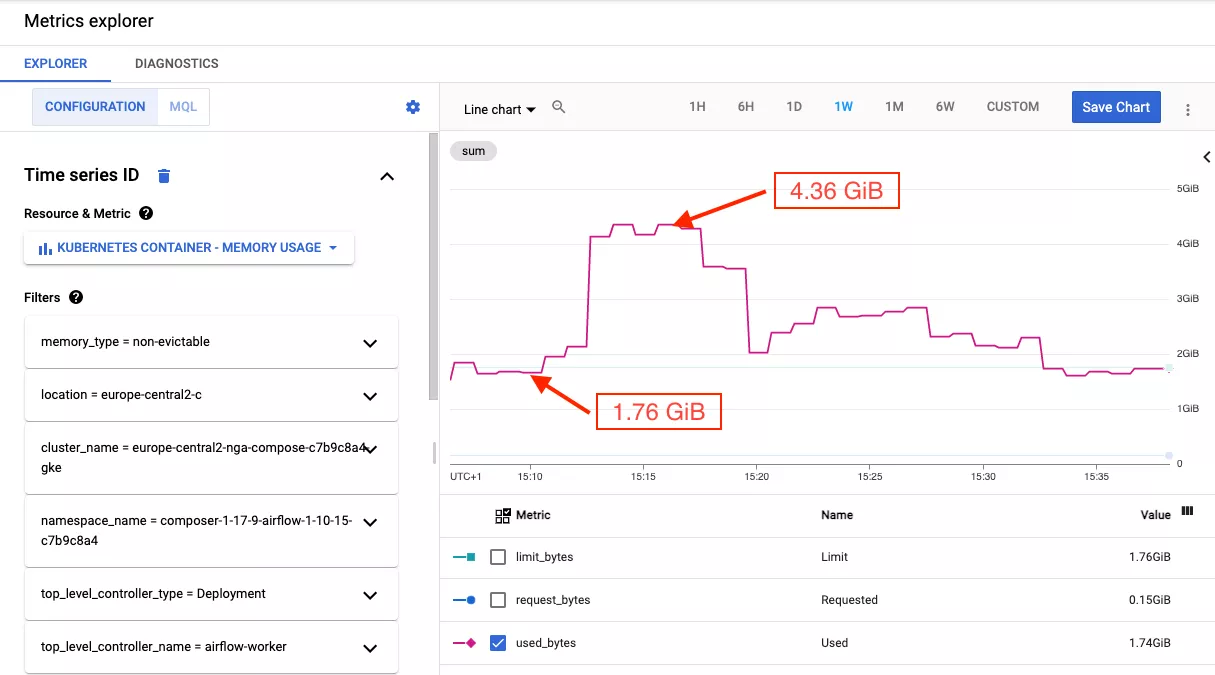 Metrics explorer
EXPLORER
DIAGNOSTICS
CONFIGURATION
MQL
Time series ID
Resource & Metric
KUBERNETES CONTAINER - MEMORY USAGE
Filters
memory_type = non-evictable
location = europe-central2-c
cluster_name = europe-central2-nga-compose-c7b9c8a4-
gke
namespace_name = composer-1-17-9-airflow-1-10-15-
c7b9c8a4
top_level_controller_type = Deployment
top_level_controller_name = airflow-worker
Line chart
1H
6H
1D
1W
1M
6W
CUSTOM
Save Chart
sum
4.36 GiB
1.76 GiB
5GiB
4GiB
3GiB
2GiB
1GiB
0
UTC+1
15:10
15:15
15:20
15:25
15:30
15:35
Metric
Name
Value
limit_bytes
Limit
1.76GiB
request_bytes
Requested
0.15GiB
used_bytes
Used
1.74GiB